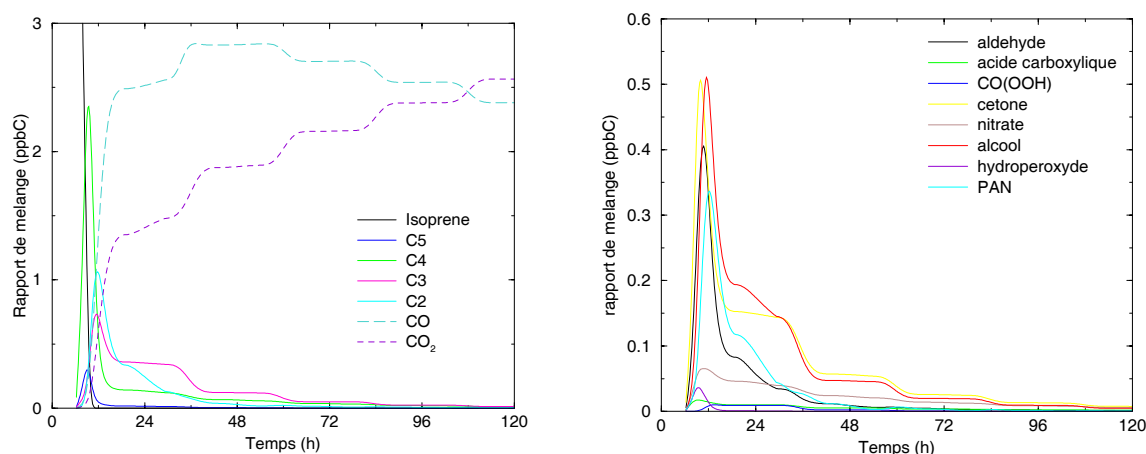 3
2
1
0
Rapport de melange (ppbC)
0 24 48 72 96 120
Temps (h)
Isoprene
C5
C4
C3
C2
CO
CO2
0.6
0.5
0.4
0.3
0.2
0.1
0
rapport de melange (ppbC)
0 24 48 72 96 120
Temps (h)
aldehyde
acide carboxylique
CO(OOH)
cetone
nitrate
alcool
hydroperoxyde
PAN